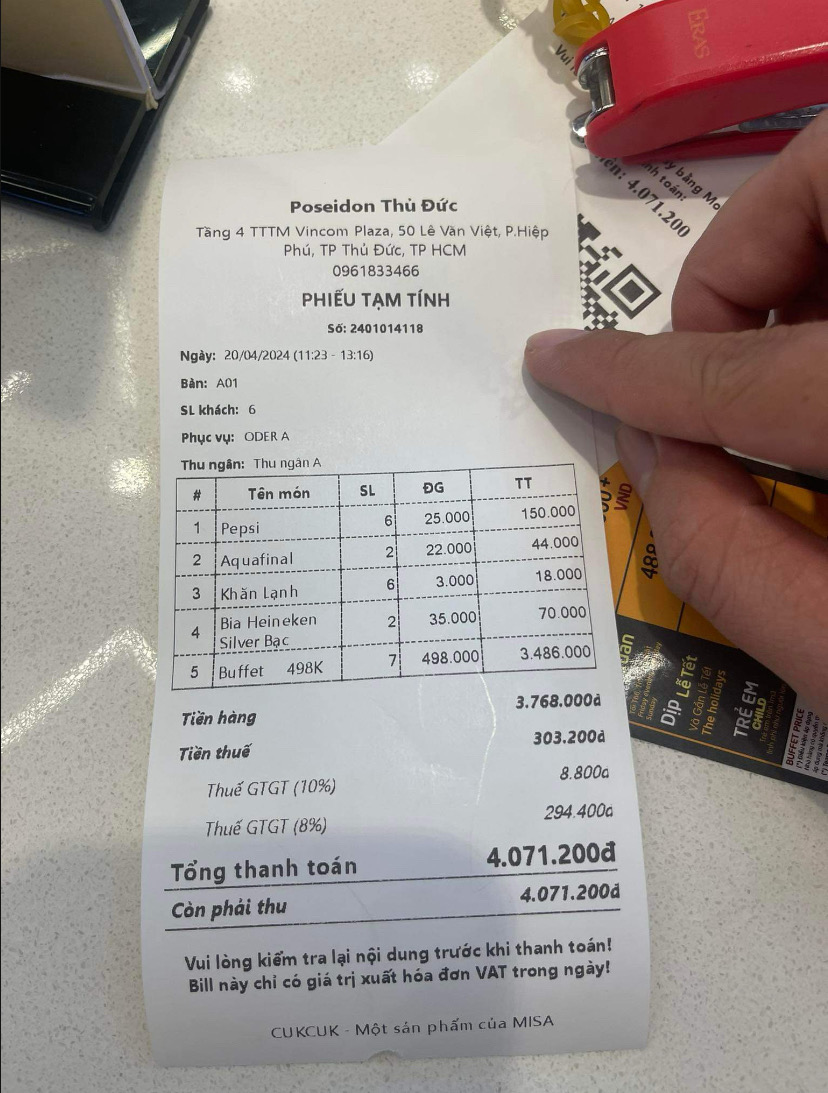 Poseidon Thủ Đức
Tầng 4 TTTM Vincom Plaza, 50 Lê Văn Việt, P.Hiệp
Phú, TP Thủ Đức, TP HCM
0961833466
PHIẾU TẠM TÍNH
Số: 2401014118
Ngày: 20/04/2024 (11:23 - 13:16)
Bàn: A01
SL khách: 6
Phục vụ: ODER A
Thu ngân: Thu ngân A
# Tên món SL ĐG TT
1 Pepsi 6 25.000 150.000
2 Aquafinal 2 22.000 44.000
3 Khăn Lạnh 6 3.000 18.000
4 Bia Heineken Silver Bạc 2 35.000 70.000
5 Buffet 498K 7 498.000 3.486.000
Tiền hàng 3.768.000đ
Tiền thuế 303.200đ
Thuế GTGT (10%) 8.800đ
Thuế GTGT (8%) 294.400đ
Tổng thanh toán 4.071.200đ
Còn phải thu 4.071.200đ
Vui lòng kiểm tra lại nội dung trước khi thanh toán!
Bill này chỉ có giá trị xuất hóa đơn VAT trong ngày!
CUKCUK - Một sản phẩm của MISA
ERAS
Vui
bằng Mo
toán:
4.071.200
VND
Dịp Lễ Tết
Vào Các Lễ Tết
The holidays
TRẺ EM
CHILD
BUFFET PRICE